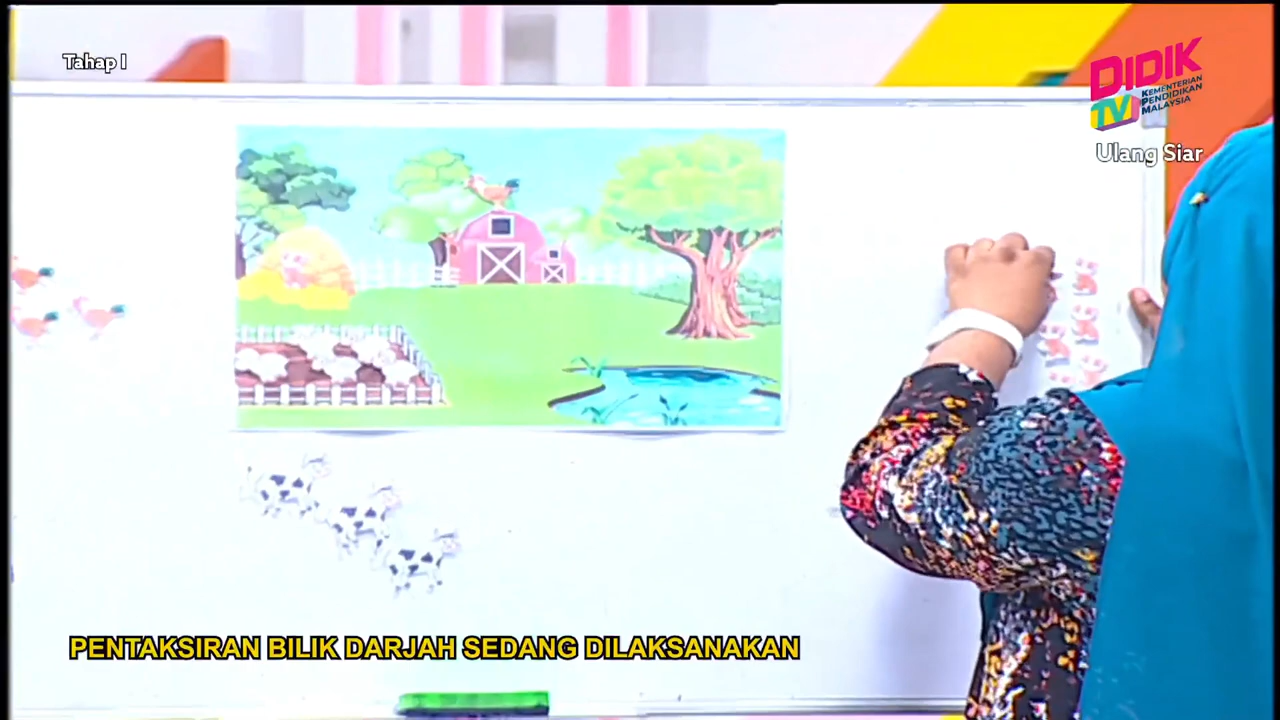 Tahap I
DIDIK
TV
KEMENTERIAN
PENDIDIKAN
MALAYSIA
Ulang Siar
PENTAKSIRAN BILIK DARJAH SEDANG DILAKSANAKAN